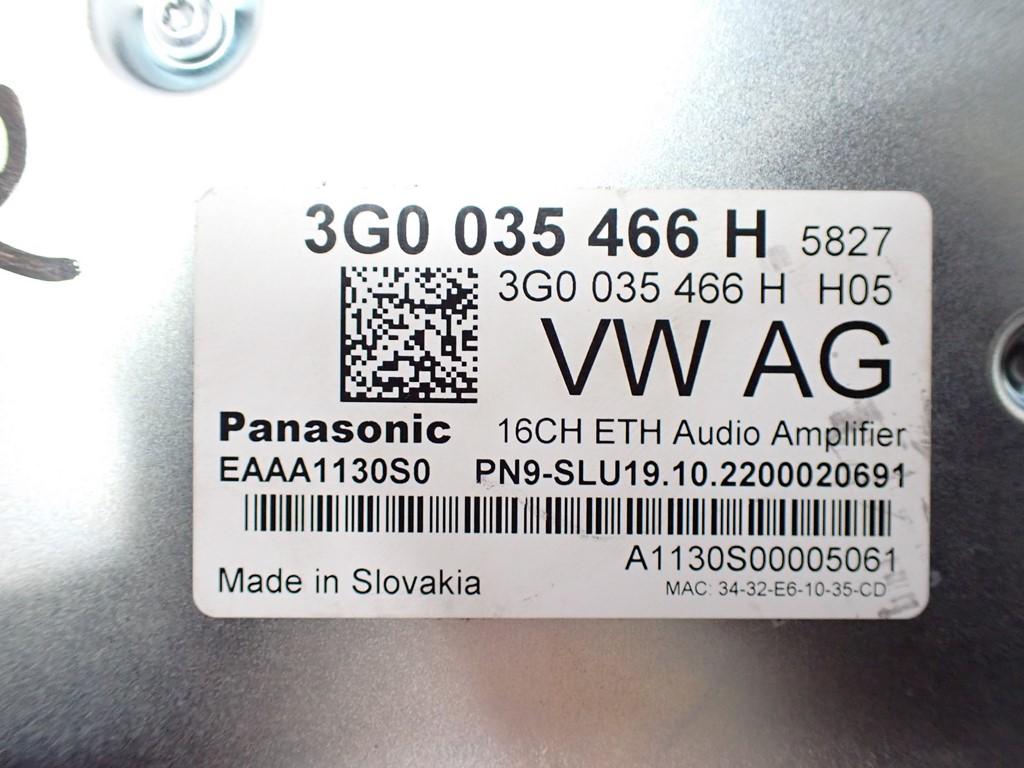 3G0 035 466 H 5827
3G0 035 466 H H05
VW AG
Panasonic 16CH ETH Audio Amplifier
EAAA1130S0 PN9-SLU19.10.2200020691
A1130S00005061
Made in Slovakia MAC: 34-32-E6-10-35-CD